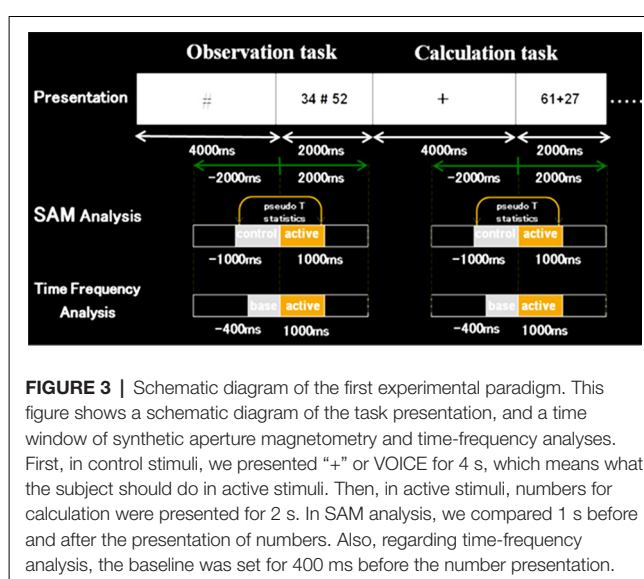 Observation task Calculation task
Presentation # 34 # 52 + 61+27 .....
4000ms 2000ms 4000ms 2000ms
−2000ms 2000ms −2000ms 2000ms
SAM Analysis
pseudo T statistics pseudo T statistics
control active control active
−1000ms 1000ms −1000ms 1000ms
Time Frequency
Analysis
base active base active
−400ms 1000ms −400ms 1000ms
FIGURE 3 | Schematic diagram of the first experimental paradigm. This
figure shows a schematic diagram of the task presentation, and a time
window of synthetic aperture magnetometry and time-frequency analyses.
First, in control stimuli, we presented “+” or VOICE for 4 s, which means what
the subject should do in active stimuli. Then, in active stimuli, numbers for
calculation were presented for 2 s. In SAM analysis, we compared 1 s before
and after the presentation of numbers. Also, regarding time-frequency
analysis, the baseline was set for 400 ms before the number presentation.